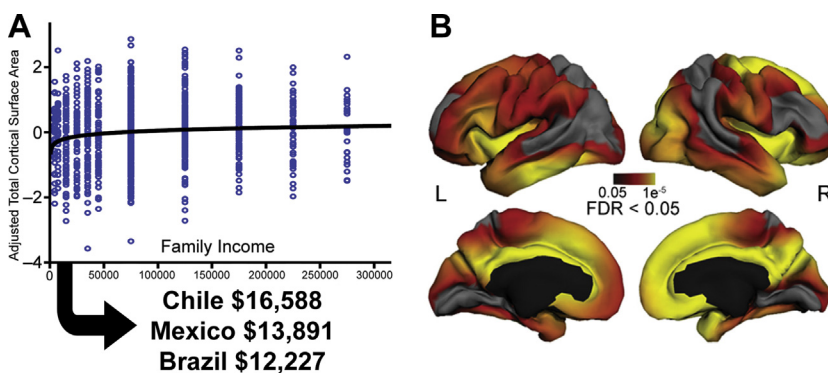 A
Adjusted Total Cortical Surface Area
2
0
−2
−4
Family Income
0 50000 100000 150000 200000 250000 300000
Chile $16,588
Mexico $13,891
Brazil $12,227
B
L
R
0.05 1e⁻⁵
FDR < 0.05